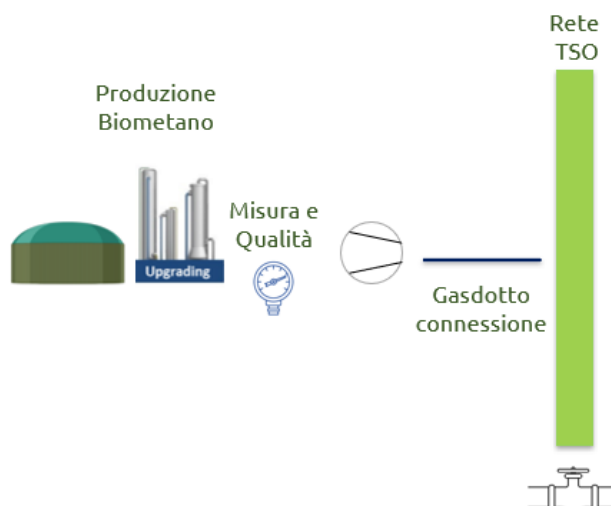 Rete
TSO
Produzione
Biometano
Misura e
Qualità
Upgrading
Gasdotto
connessione